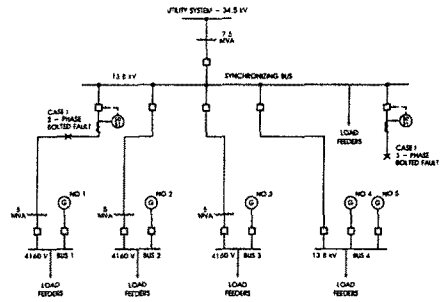 UTILITY SYSTEM - 34.5 kV
7.5
MVA
13.8 kV
SYNCHRONIZING BUS
CASE I
3 - PHASE
BOLTED FAULT
LOAD
FEEDERS
CASE I
3 - PHASE
BOLTED FAULT
NO. 1
NO. 2
NO. 3
NO. 4
NO. 5
G
G
G
G
G
MVA
MVA
MVA
4160 V
BUS 1
4160 V
BUS 2
4160 V
BUS 3
13.8 kV
BUS 4
LOAD
FEEDERS
LOAD
FEEDERS
LOAD
FEEDERS
LOAD
FEEDERS